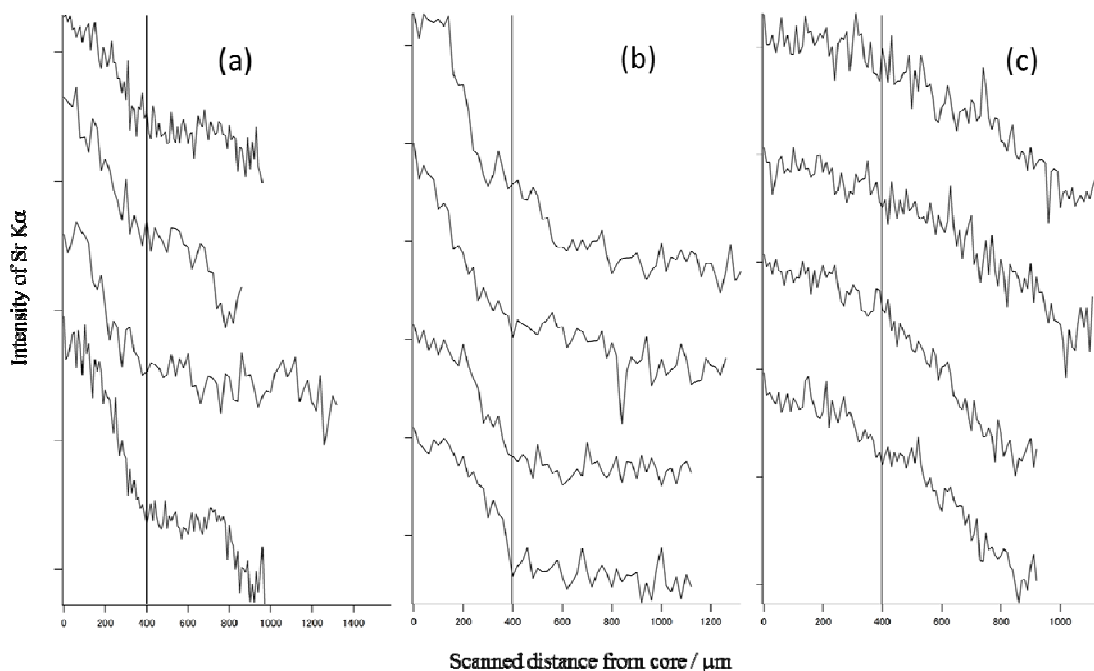 (a)
(b)
(c)
Intensity of Sr Kα
0 200 400 600 800 1000 1200 1400
0 200 400 600 800 1000 1200
0 200 400 600 800 1000
Scanned distance from core / μm